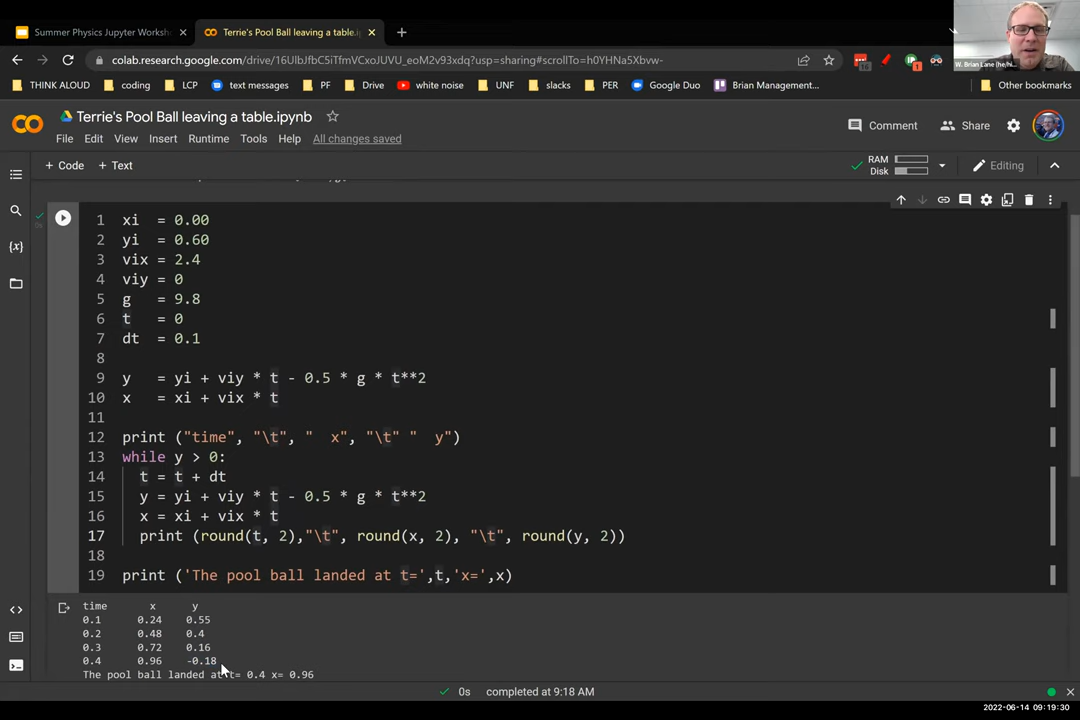 Summer Physics Jupyter Worksh
Terrie's Pool Ball leaving a table.i
colab.research.google.com/drive/16UlbJfbC5iTfmVCxoJUVU_eoM2v93xdq?usp=sharing#scrollTo=h0YHNa5Xbvw-
THINK ALOUD
coding
LCP
text messages
PF
Drive
white noise
UNF
slacks
PER
Google Duo
Brian Management...
Other bookmarks
W. Brian Lane (he/hi...
Terrie's Pool Ball leaving a table.ipynb
File Edit View Insert Runtime Tools Help All changes saved
Comment
Share
+ Code + Text
RAM
Disk
Editing
1 xi = 0.00
2 yi = 0.60
3 vix = 2.4
4 viy = 0
5 g = 9.8
6 t = 0
7 dt = 0.1
8
9 y = yi + viy * t - 0.5 * g * t**2
10 x = xi + vix * t
11
12 print ("time", "\t", "  x", "\t" "  y")
13 while y > 0:
14 t = t + dt
15 y = yi + viy * t - 0.5 * g * t**2
16 x = xi + vix * t
17 print (round(t, 2),"\t", round(x, 2), "\t", round(y, 2))
18
19 print ('The pool ball landed at t=',t,'x=',x)
0s
time x y
0.1 0.24 0.55
0.2 0.48 0.4
0.3 0.72 0.16
0.4 0.96 -0.18
The pool ball landed at t= 0.4 x= 0.96
0s completed at 9:18 AM
2022-06-14 09:19:30